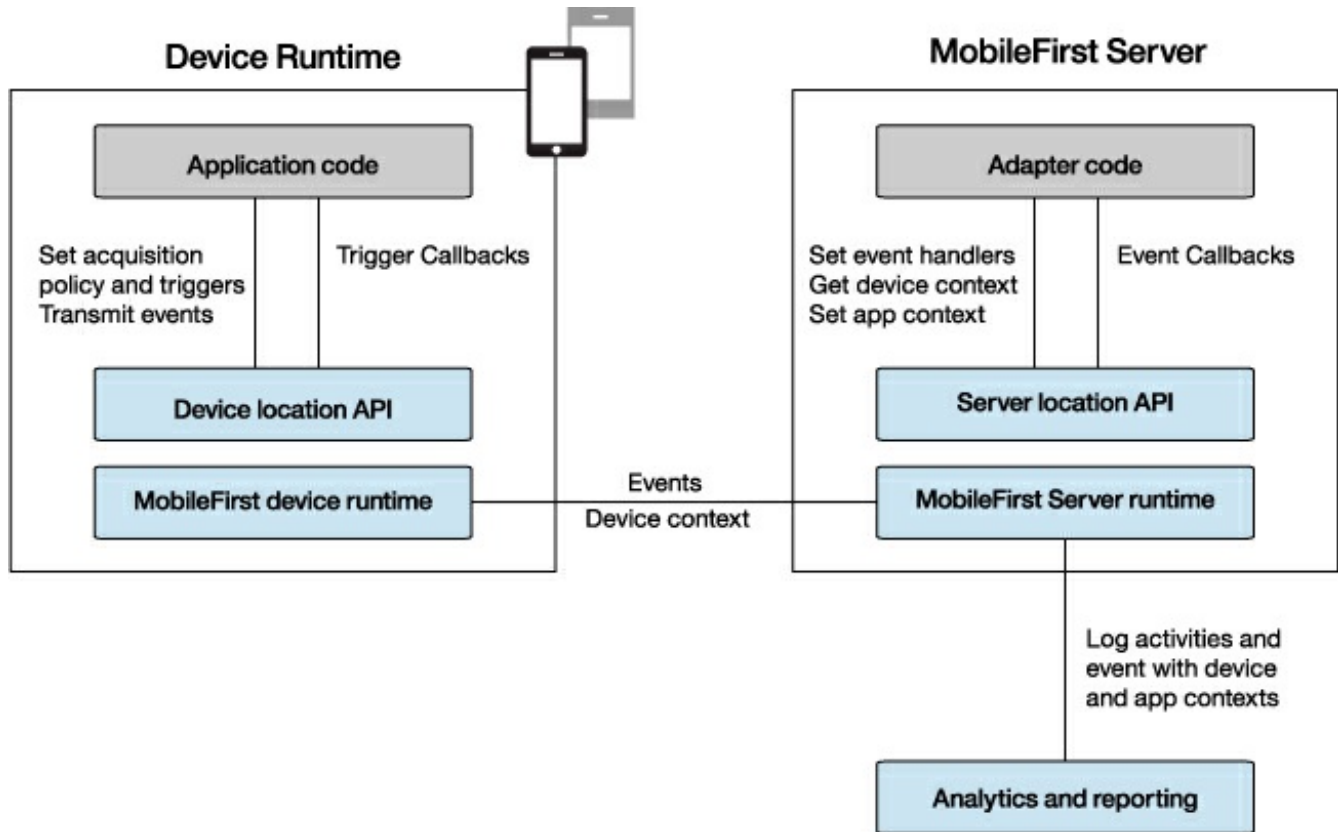 Device Runtime
MobileFirst Server
Application code
Adapter code
Set acquisition
policy and triggers
Transmit events
Trigger Callbacks
Set event handlers
Get device context
Set app context
Event Callbacks
Device location API
Server location API
MobileFirst device runtime
Events
Device context
MobileFirst Server runtime
Log activities and
event with device
and app contexts
Analytics and reporting